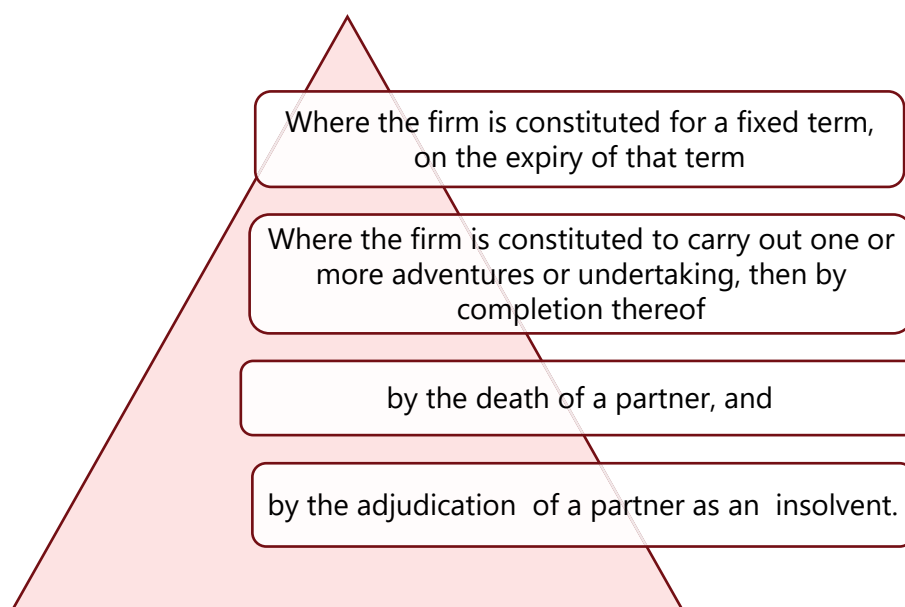 Where the firm is constituted for a fixed term,
on the expiry of that term
Where the firm is constituted to carry out one or
more adventures or undertaking, then by
completion thereof
by the death of a partner, and
by the adjudication  of a partner as an  insolvent.